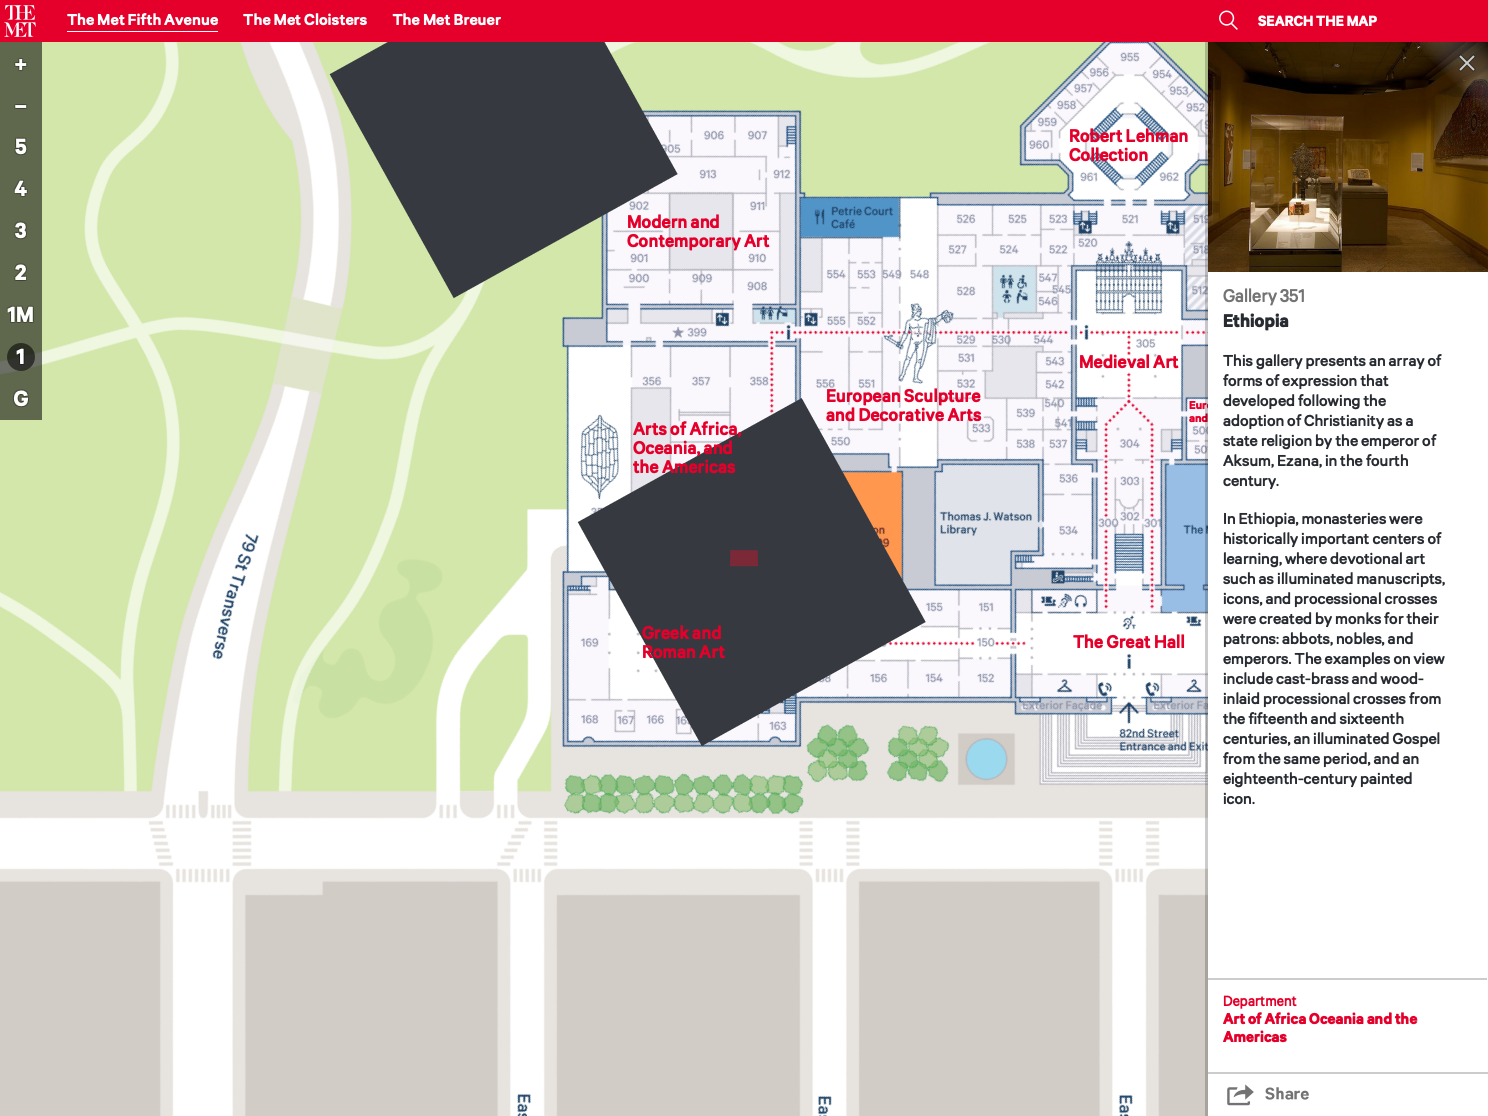 THE
MET
The Met Fifth Avenue
The Met Cloisters
The Met Breuer
SEARCH THE MAP
+
–
5
4
3
2
1M
1
G
955
956
954
957
953
958
952
959
960
961
962
Robert Lehman
Collection
906
907
905
913
912
902
911
Modern and
Contemporary Art
901
910
900
909
908
Petrie Court
Café
526
525
523
521
520
527
524
522
554
553
549
548
528
547
545
546
512
555
552
399
529
530
544
305
531
543
Medieval Art
356
357
358
556
551
532
542
European Sculpture
and Decorative Arts
540
539
541
533
550
538
537
304
Arts of Africa,
Oceania, and
the Americas
536
303
Thomas J. Watson
Library
302
300
301
534
155
151
169
Greek and
Roman Art
150
The Great Hall
156
154
152
168
167
166
163
Exterior Façade
82nd Street
Entrance and Exit
79 St Transverse
Gallery 351
Ethiopia
This gallery presents an array of
forms of expression that
developed following the
adoption of Christianity as a
state religion by the emperor of
Aksum, Ezana, in the fourth
century.
In Ethiopia, monasteries were
historically important centers of
learning, where devotional art
such as illuminated manuscripts,
icons, and processional crosses
were created by monks for their
patrons: abbots, nobles, and
emperors. The examples on view
include cast-brass and wood-
inlaid processional crosses from
the fifteenth and sixteenth
centuries, an illuminated Gospel
from the same period, and an
eighteenth-century painted
icon.
Department
Art of Africa Oceania and the
Americas
Share